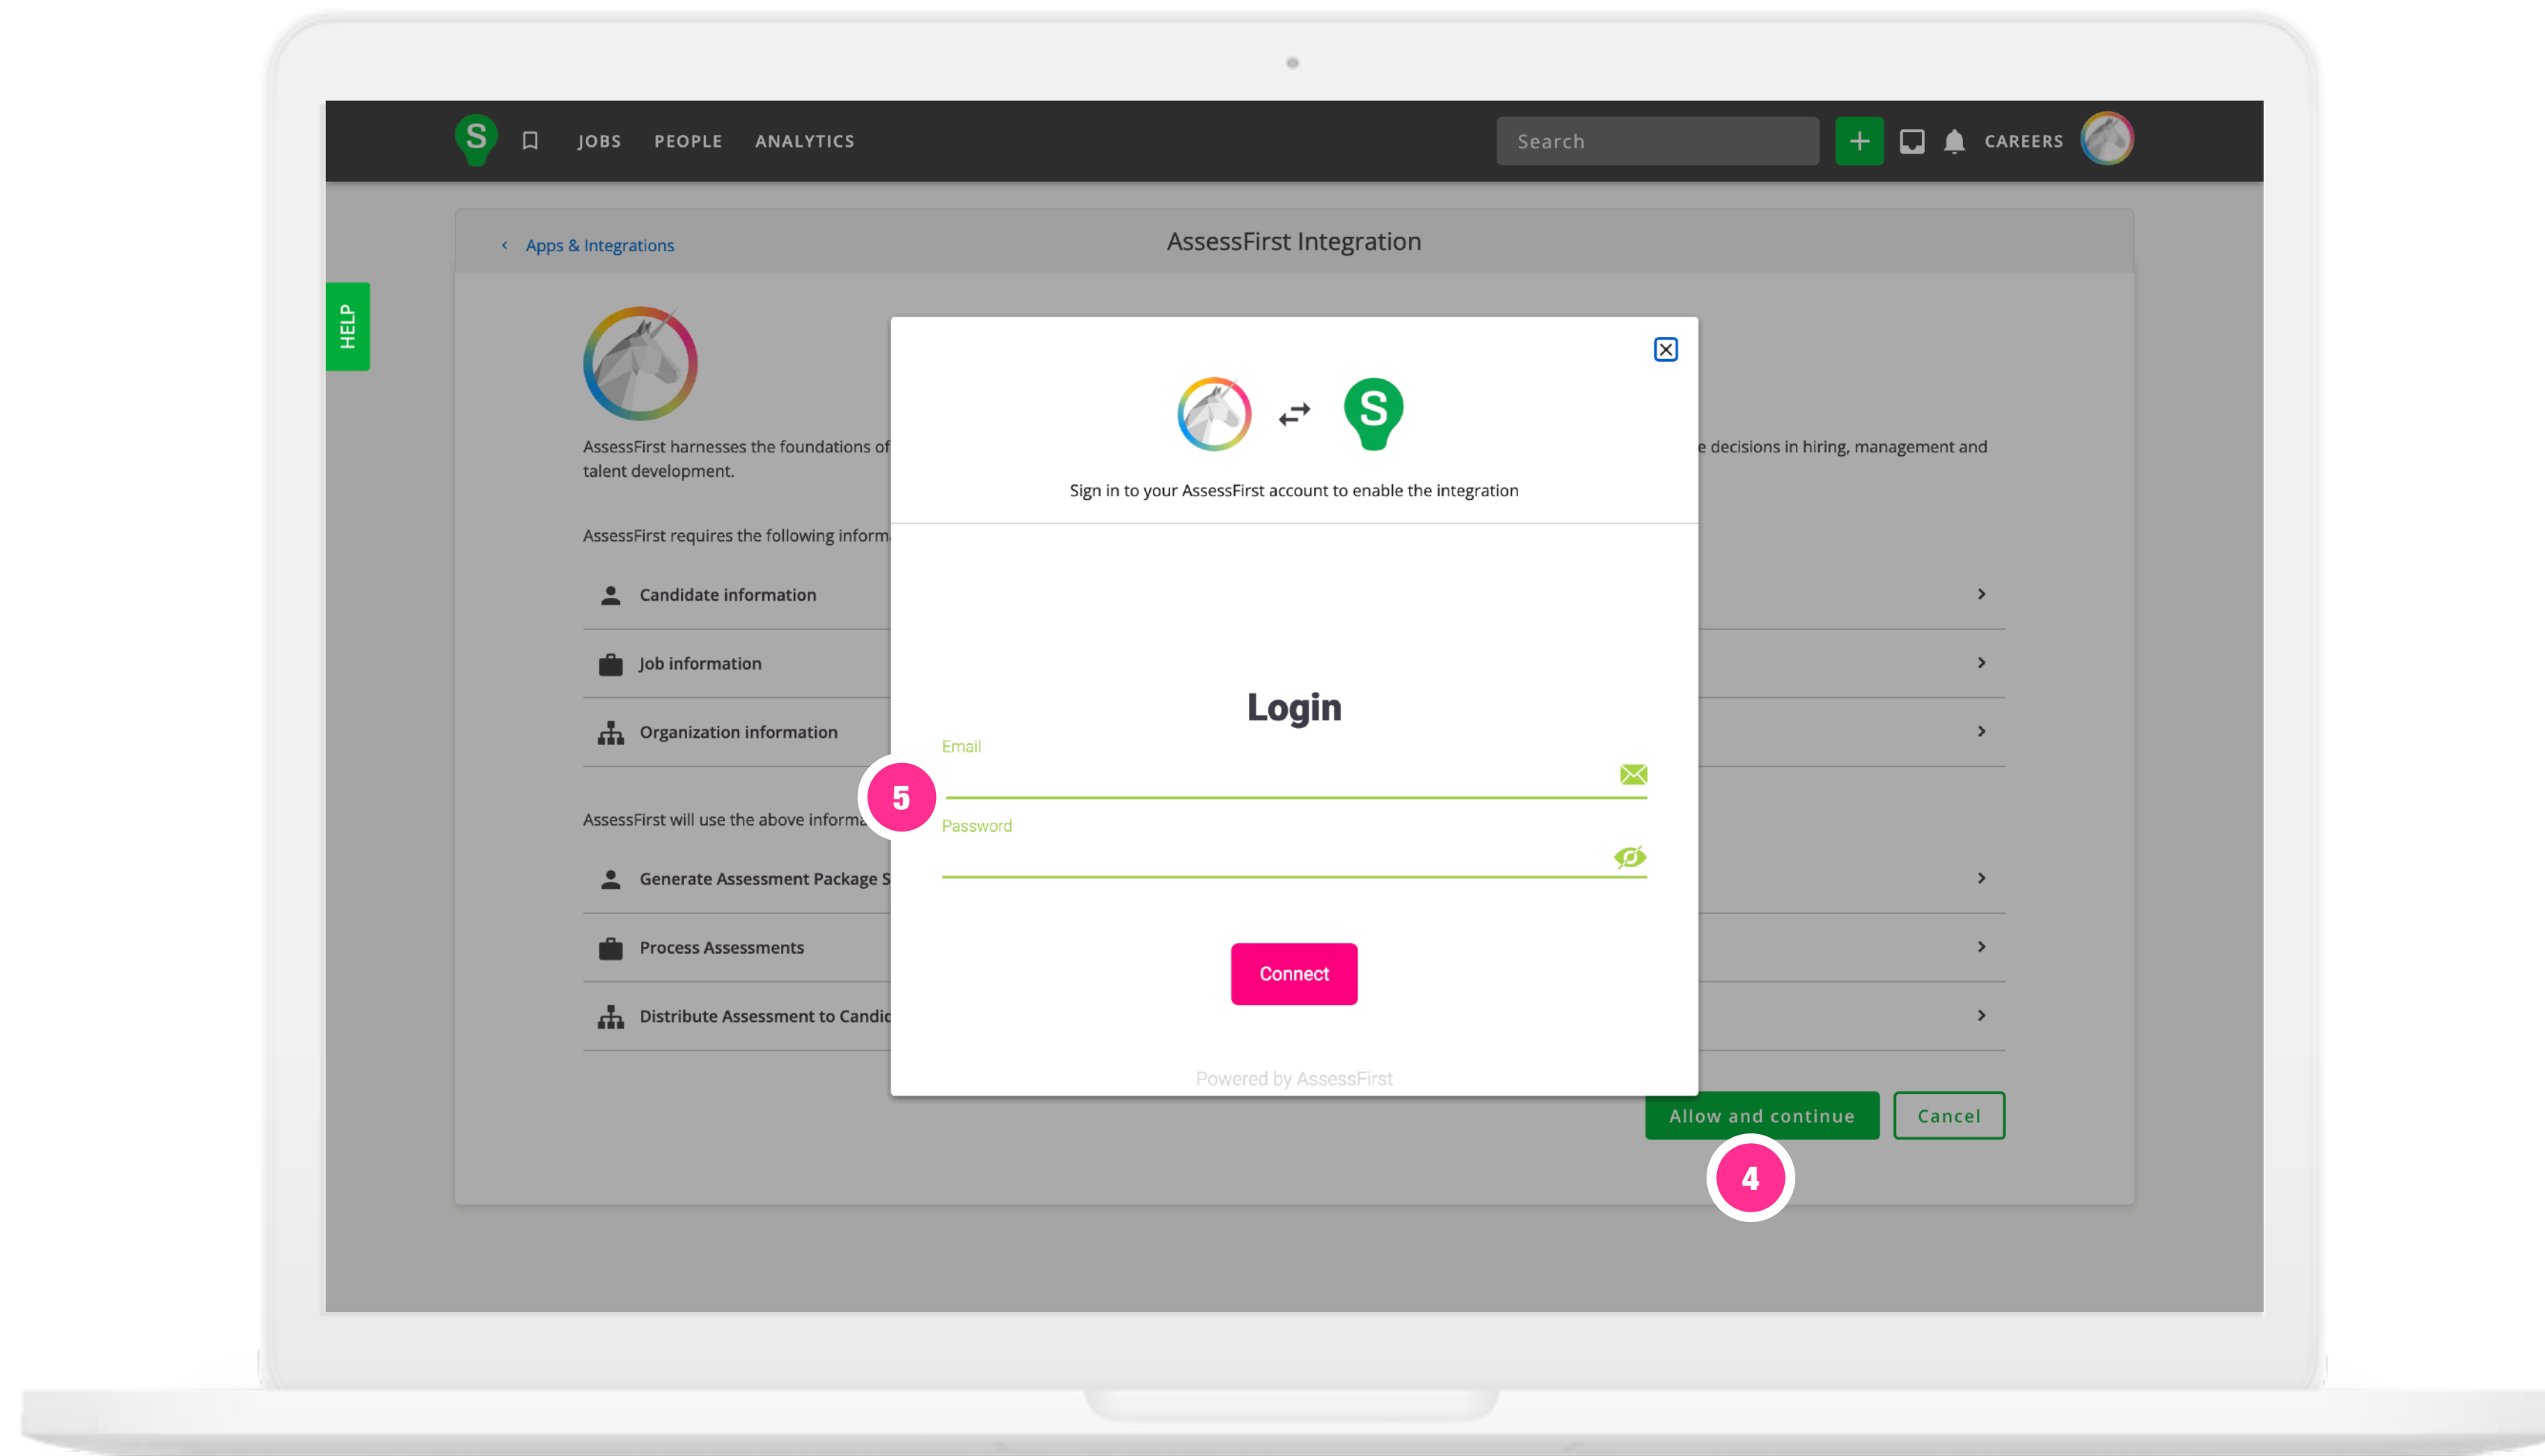 S
JOBS PEOPLE ANALYTICS
Search
+
CAREERS
Apps & Integrations
AssessFirst Integration
HELP
AssessFirst harnesses the foundations of
e decisions in hiring, management and
talent development.
S
Sign in to your AssessFirst account to enable the integration
AssessFirst requires the following inform
Candidate information
Job information
Organization information
Login
Email
5
Password
AssessFirst will use the above informa
Generate Assessment Package S
Process Assessments
Distribute Assessment to Candid
Connect
Powered by AssessFirst
Allow and continue
Cancel
4